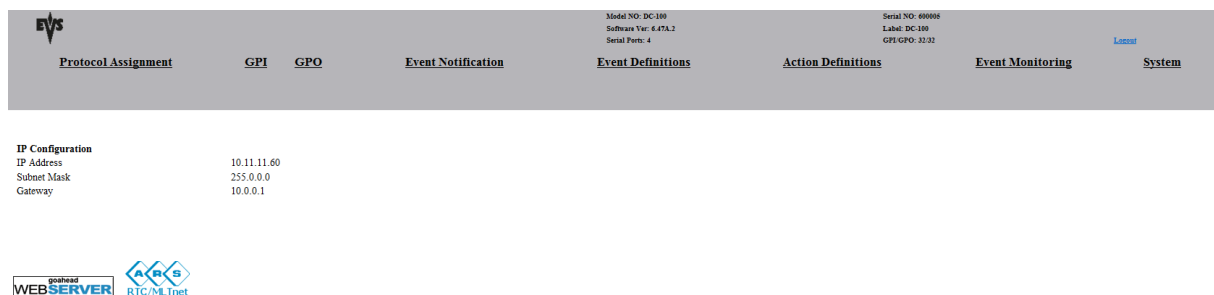 EVS
Model NO: DC-100
Software Ver: 6.47A.2
Serial Ports: 4
Serial NO: 600006
Label: DC-100
GPI/GPO: 32/32
Logout
Protocol Assignment GPI GPO Event Notification Event Definitions Action Definitions Event Monitoring System
IP Configuration
IP Address 10.11.11.60
Subnet Mask 255.0.0.0
Gateway 10.0.0.1
goahead
WEBSERVER
ARS
RTC/MLTnet